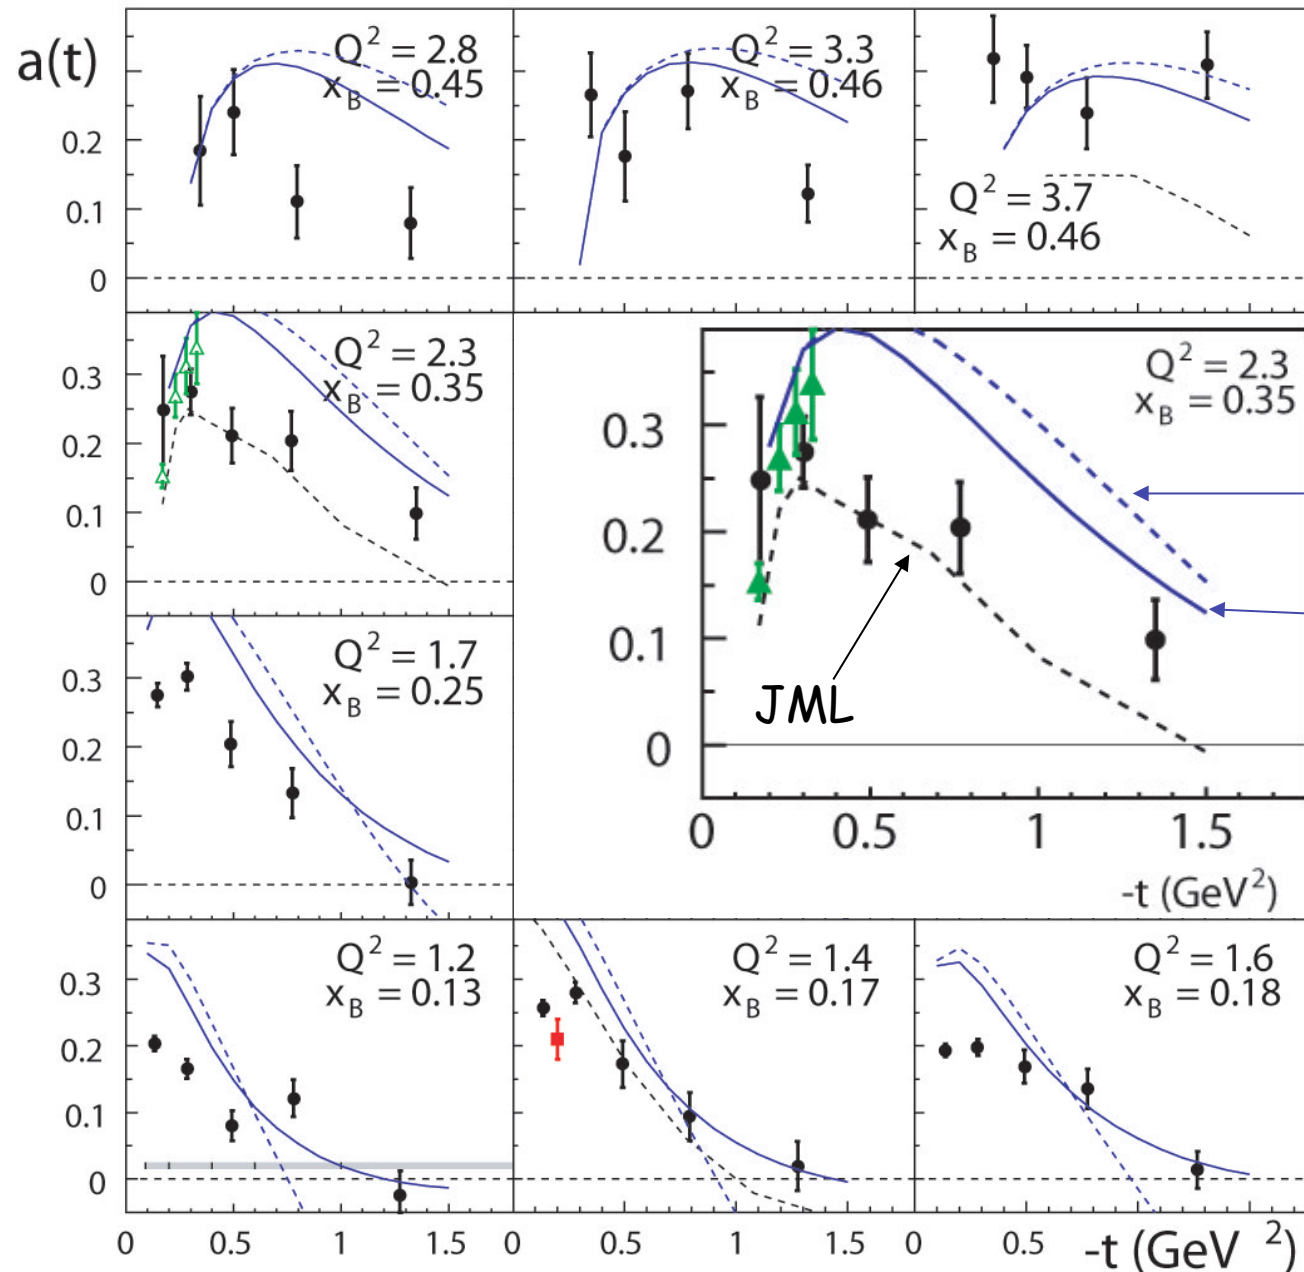 a(t)
Q² = 2.8
x_B = 0.45
Q² = 3.3
x_B = 0.46
Q² = 3.7
x_B = 0.46
0.2
0.1
0
Q² = 2.3
x_B = 0.35
0.3
0.2
0.1
0
Q² = 2.3
x_B = 0.35
0.3
0.2
0.1
0
JML
0 0.5 1 1.5
-t (GeV²)
Q² = 1.7
x_B = 0.25
0.3
0.2
0.1
0
Q² = 1.2
x_B = 0.13
Q² = 1.4
x_B = 0.17
Q² = 1.6
x_B = 0.18
0.3
0.2
0.1
0
0 0.5 1 1.5 0 0.5 1 1.5 0 0.5 -t (GeV ²)